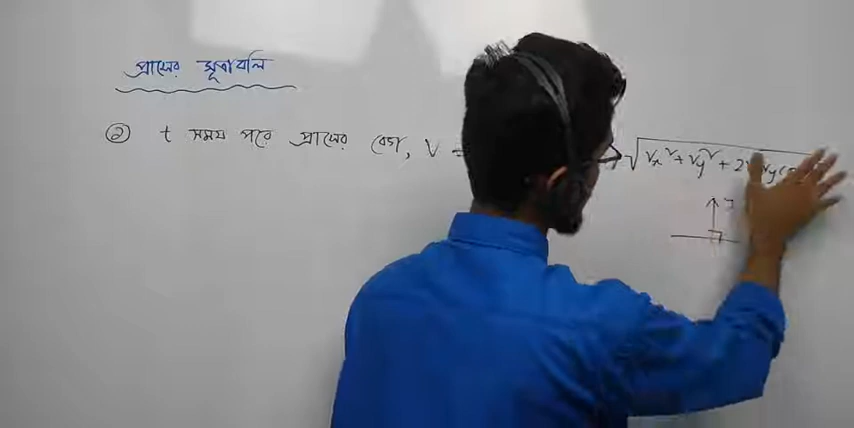 প্রাসের সূত্রাবলি
② t সময় পরে প্রাসের বেগ, V = √Vx² + Vy² + 2
y